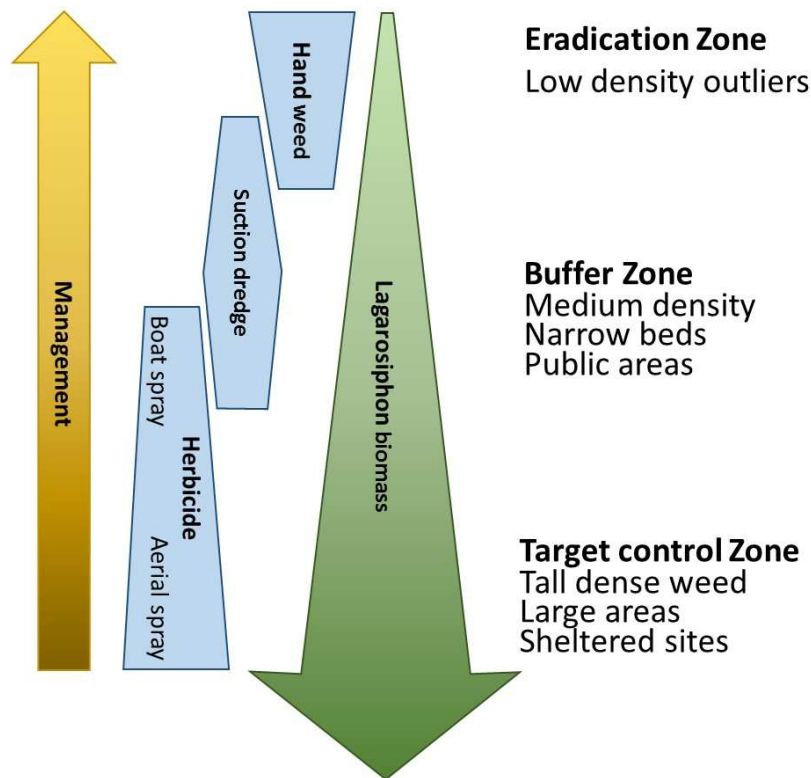 Management
Hand weed
Suction dredge
Boat spray
Herbicide
Aerial spray
Lagarosiphon biomass
Eradication Zone
Low density outliers
Buffer Zone
Medium density
Narrow beds
Public areas
Target control Zone
Tall dense weed
Large areas
Sheltered sites